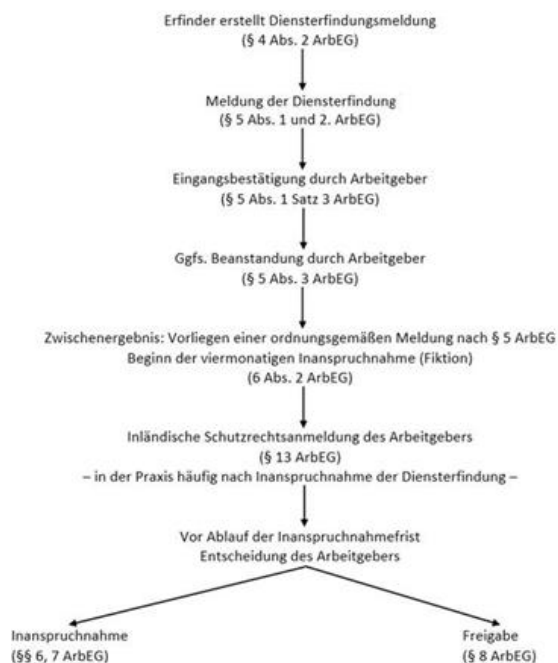 Erfinder erstellt Diensterfindungsmeldung
(§ 4 Abs. 2 ArbEG)
Meldung der Diensterfindung
(§ 5 Abs. 1 und 2. ArbEG)
Eingangsbestätigung durch Arbeitgeber
(§ 5 Abs. 1 Satz 3 ArbEG)
Ggfs. Beanstandung durch Arbeitgeber
(§ 5 Abs. 3 ArbEG)
Zwischenergebnis: Vorliegen einer ordnungsgemäßen Meldung nach § 5 ArbEG
Beginn der viermonatigen Inanspruchnahme (Fiktion)
(6 Abs. 2 ArbEG)
Inländische Schutzrechtsanmeldung des Arbeitgebers
(§ 13 ArbEG)
– in der Praxis häufig nach Inanspruchnahme der Diensterfindung –
Vor Ablauf der Inanspruchnahmefrist
Entscheidung des Arbeitgebers
Inanspruchnahme
(§§ 6, 7 ArbEG)
Freigabe
(§ 8 ArbEG)